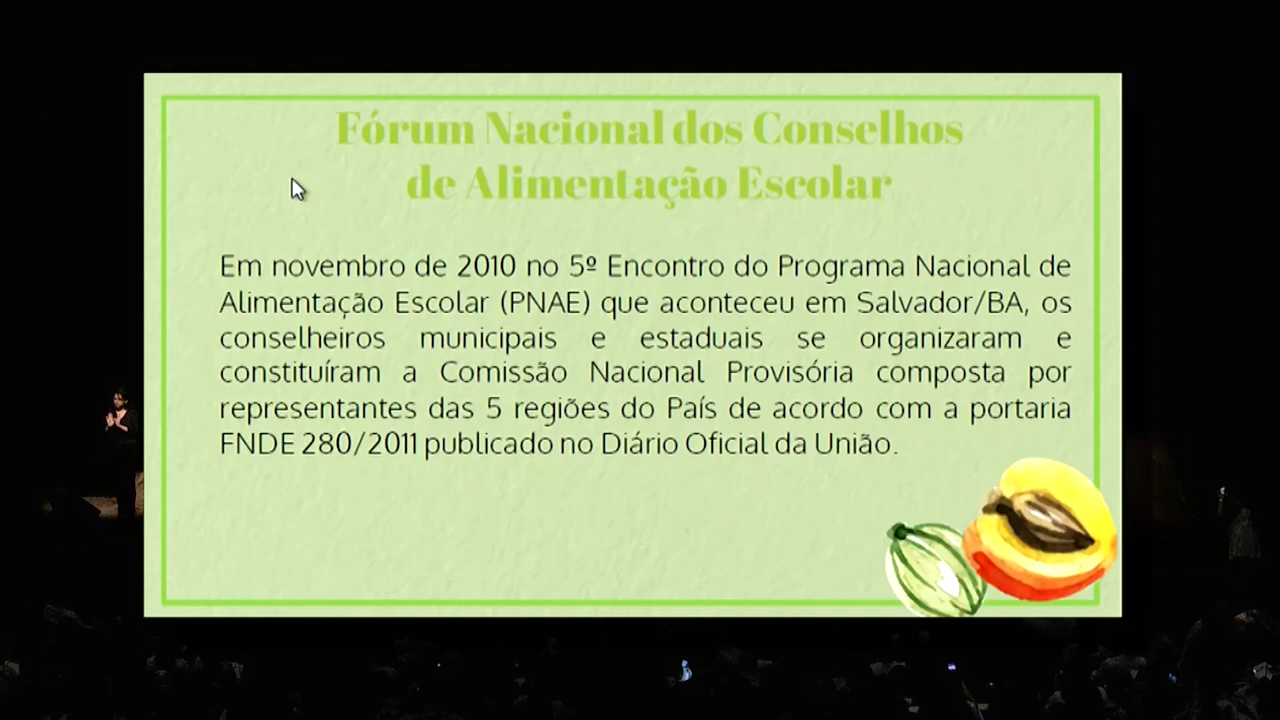 Fórum Nacional dos Conselhos
de Alimentação Escolar
Em novembro de 2010 no 5º Encontro do Programa Nacional de
Alimentação Escolar (PNAE) que aconteceu em Salvador/BA, os
conselheiros municipais e estaduais se organizaram e
constituíram a Comissão Nacional Provisória composta por
representantes das 5 regiões do País de acordo com a portaria
FNDE 280/2011 publicado no Diário Oficial da União.